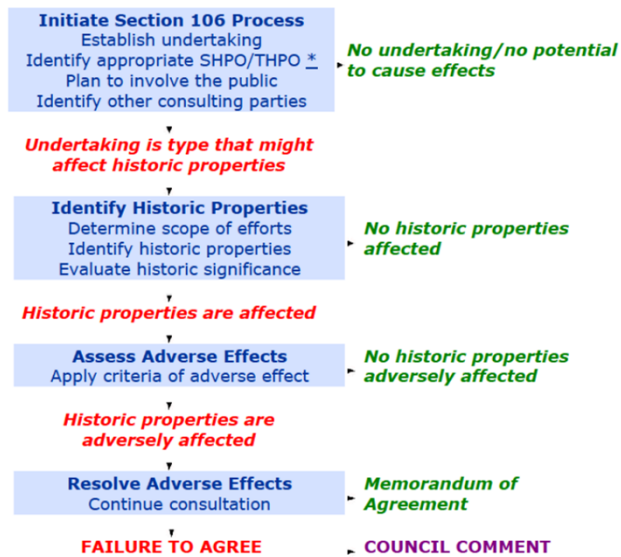 Initiate Section 106 Process
Establish undertaking
Identify appropriate SHPO/THPO *
Plan to involve the public
Identify other consulting parties
No undertaking/no potential
to cause effects
Undertaking is type that might
affect historic properties
Identify Historic Properties
Determine scope of efforts
Identify historic properties
Evaluate historic significance
No historic properties
affected
Historic properties are affected
Assess Adverse Effects
Apply criteria of adverse effect
No historic properties
adversely affected
Historic properties are
adversely affected
Resolve Adverse Effects
Continue consultation
Memorandum of
Agreement
FAILURE TO AGREE
COUNCIL COMMENT